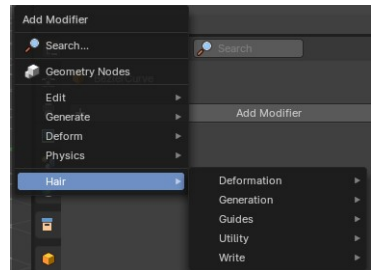 Add Modifier
Search...
Search
Geometry Nodes
Edit
Generate
Add Modifier
Deform
Physics
Hair
Deformation
Generation
Guides
Utility
Write